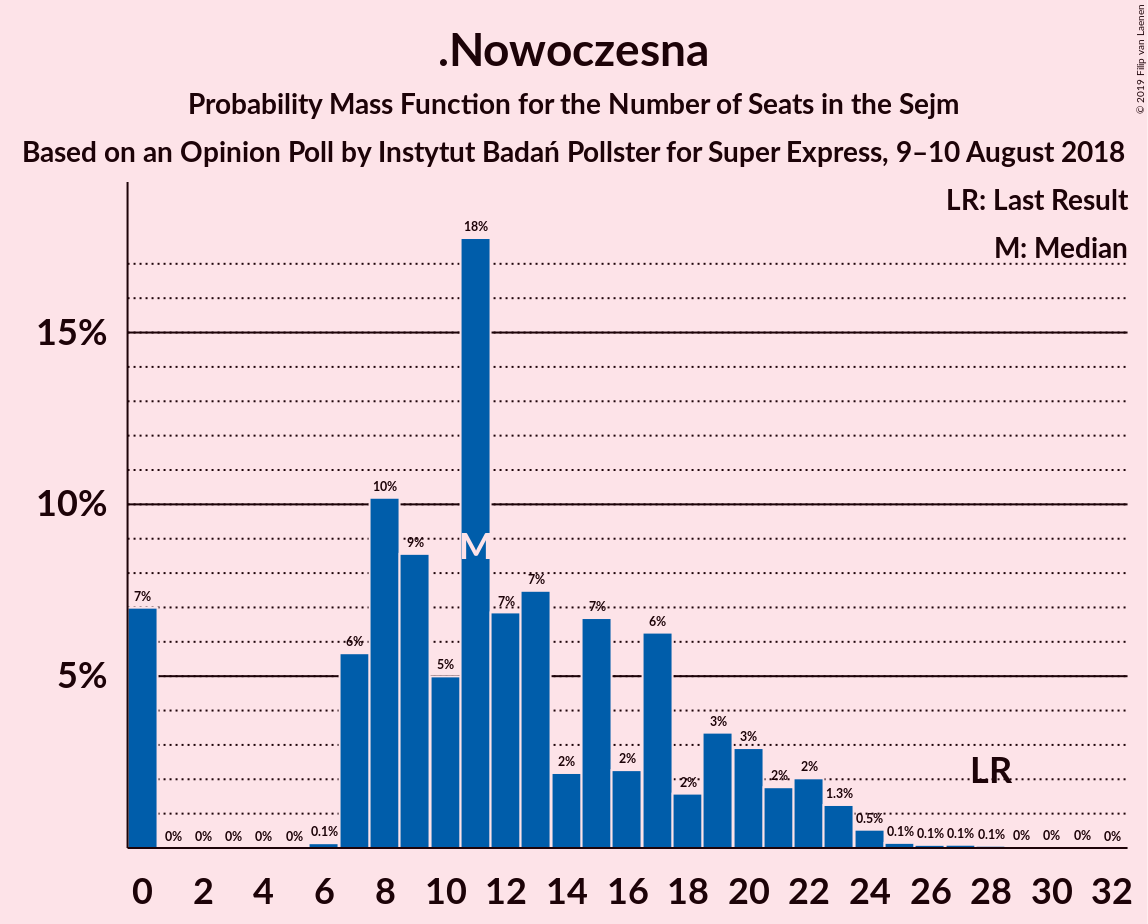 .Nowoczesna
Probability Mass Function for the Number of Seats in the Sejm
Based on an Opinion Poll by Instytut Badań Pollster for Super Express, 9–10 August 2018
© 2019 Filip van Laenen
LR: Last Result
M: Median
18%
15%
10%
10%
9%
M
7%
7%
7%
7%
6%
6%
5%
5%
3%
3%
2%
2%
2%
2%
2%
LR
1.3%
0.5%
0% 0% 0% 0% 0% 0.1% 0.1% 0.1% 0.1% 0.1% 0% 0% 0% 0%
0 2 4 6 8 10 12 14 16 18 20 22 24 26 28 30 32